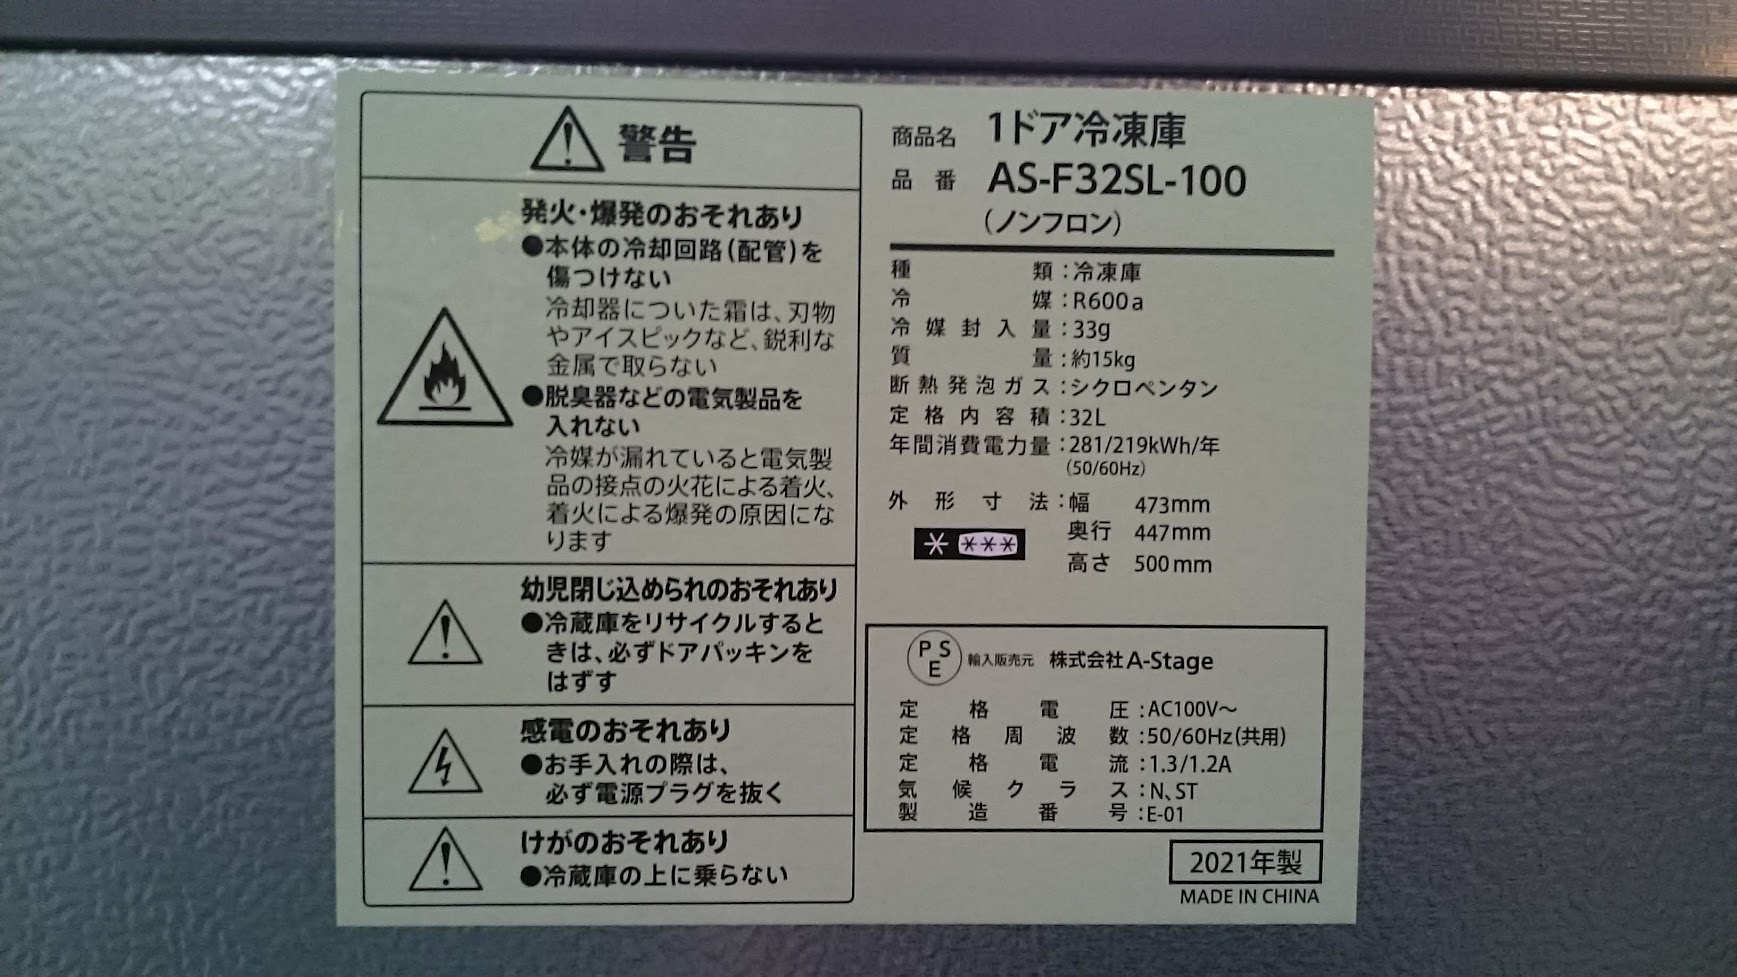 警告
発火・爆発のおそれあり
●本体の冷却回路(配管)を
傷つけない
冷却器についた霜は、刃物
やアイスピックなど、鋭利な
金属で取らない
●脱臭器などの電気製品を
入れない
冷媒が漏れていると電気製
品の接点の火花による着火、
着火による爆発の原因にな
ります
幼児閉じ込められのおそれあり
●冷蔵庫をリサイクルすると
きは、必ずドアパッキンを
はずす
感電のおそれあり
●お手入れの際は、
必ず電源プラグを抜く
けがのおそれあり
●冷蔵庫の上に乗らない
商品名 1ドア冷凍庫
品番 AS-F32SL-100
(ノンフロン)
種類:冷凍庫
冷媒:R600a
冷媒封入量:33g
質量:約15kg
断熱発泡ガス:シクロペンタン
定格内容積:32L
年間消費電力量:281/219kWh/年
(50/60Hz)
外形寸法:幅 473mm
奥行 447mm
高さ 500mm
PSE 輸入販売元 株式会社A-Stage
定格電圧:AC100V～
定格周波数:50/60Hz(共用)
定格電流:1.3/1.2A
気候クラス:N、ST
製造番号:E-01
2021年製
MADE IN CHINA